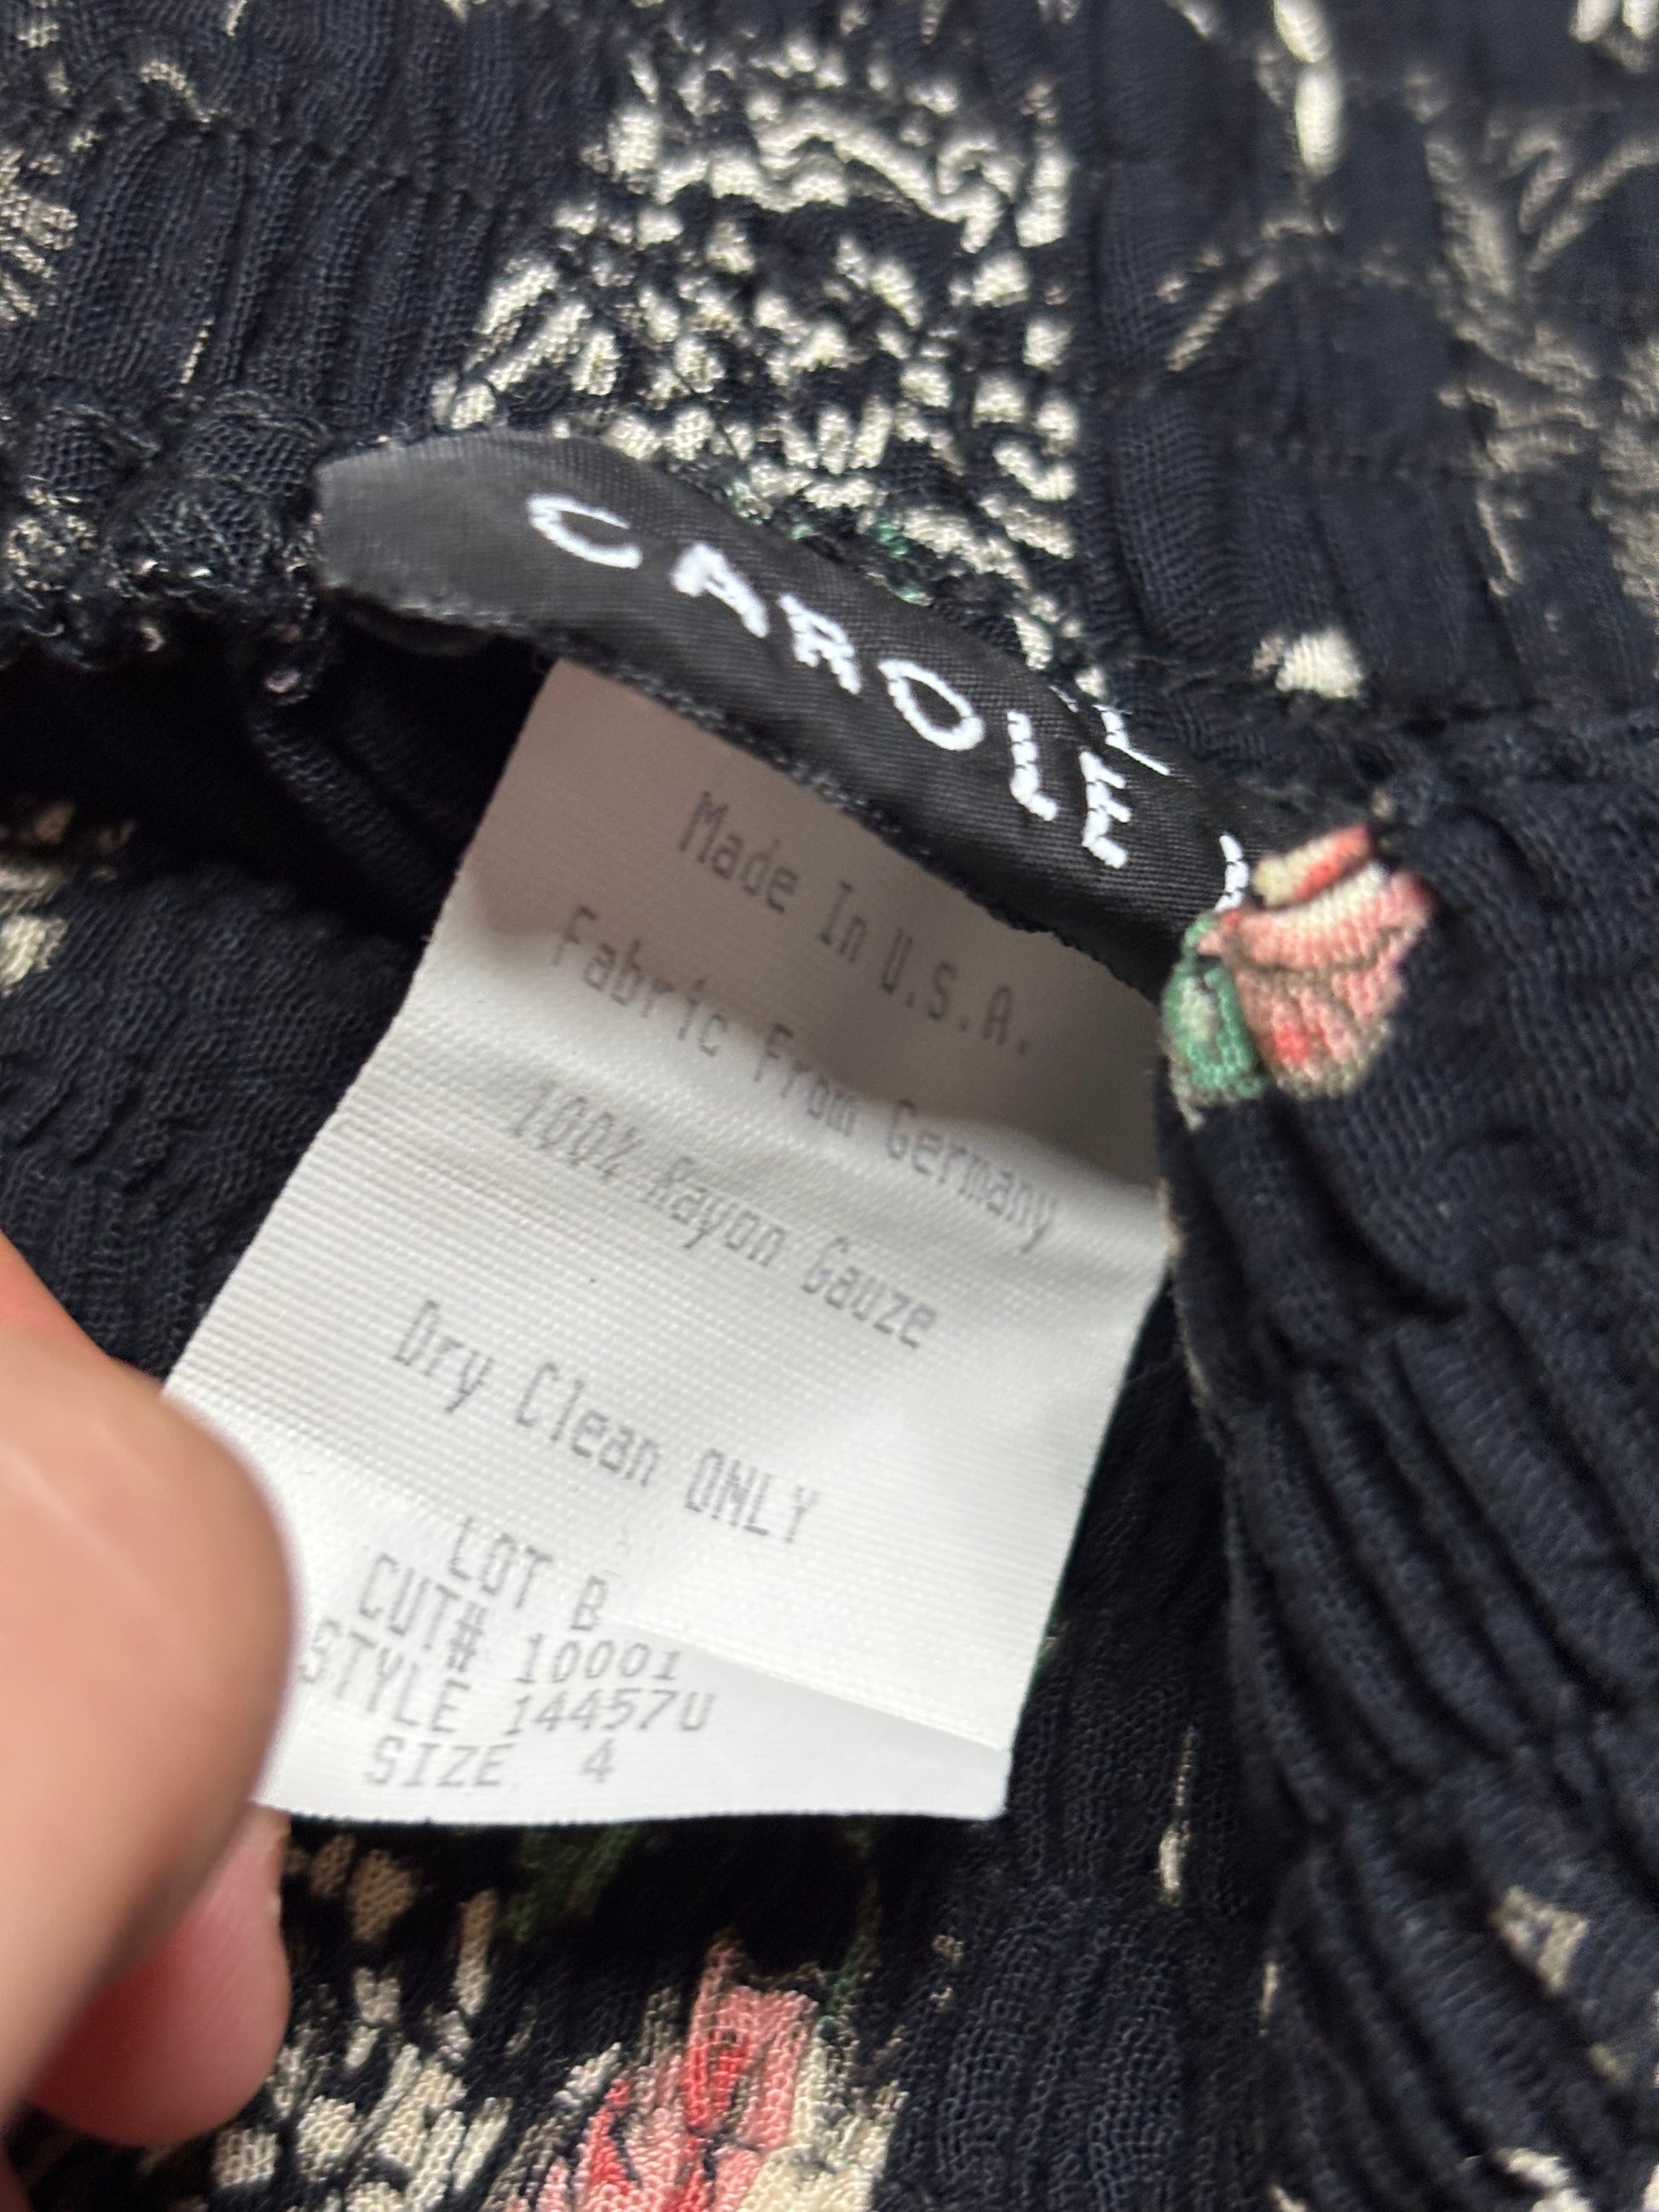 CAROLE
Made In U.S.A.
Fabric From Germany
100% Rayon Gauze
Dry Clean ONLY
LOT B
CUT# 10001
STYLE 14457U
SIZE 4